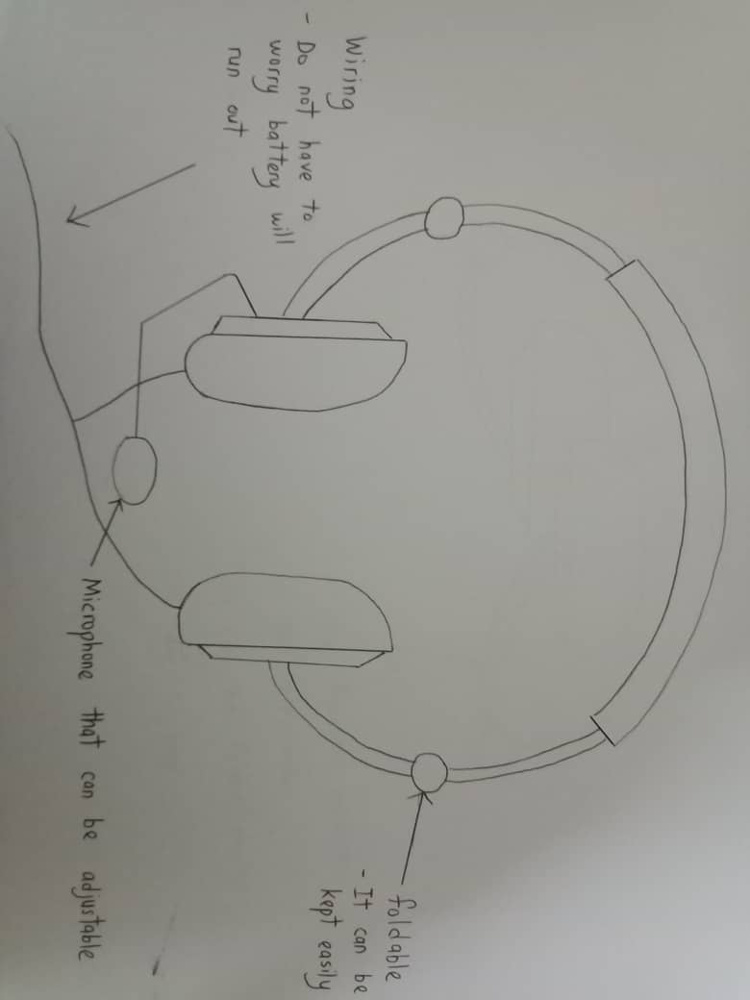 Wiring
- Do not have to
worry battery will
run out
foldable
- It can be
kept easily
Microphone that can be adjustable